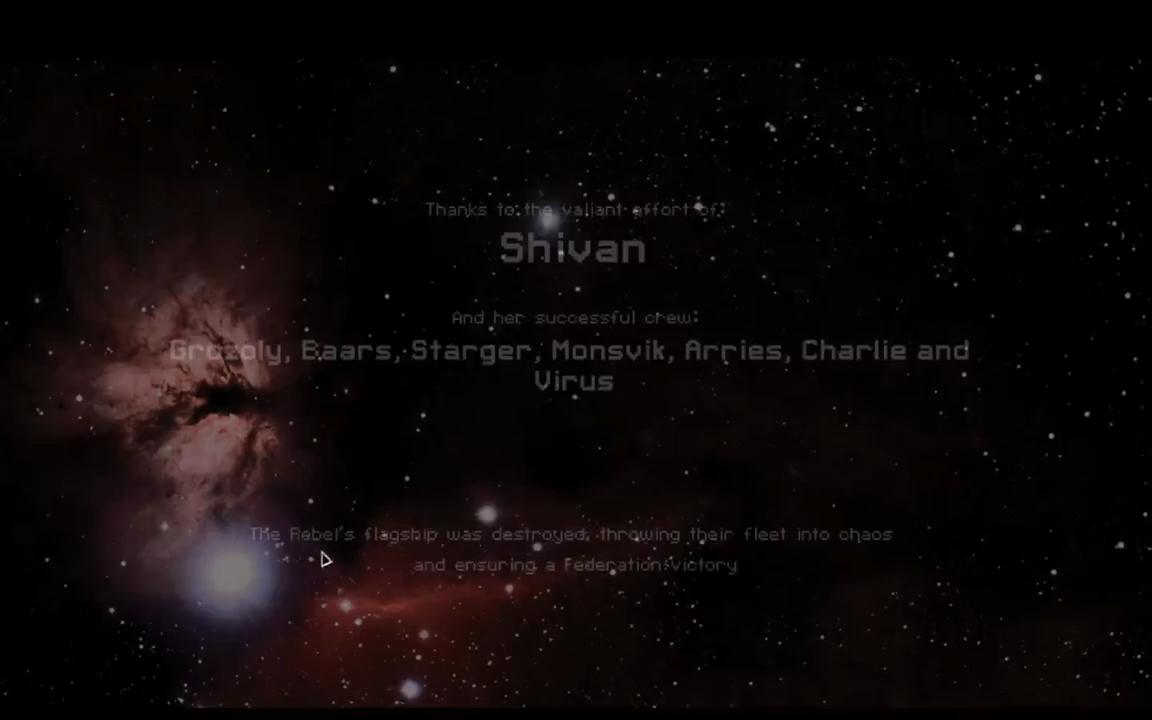 Thanks to the valiant effort of:
Shivan
And her successful crew:
Gruzoly, Baars, Starger, Monsvik, Arries, Charlie and
Virus
The Rebel's flagship was destroyed, throwing their fleet into chaos
and ensuring a Federation Victory